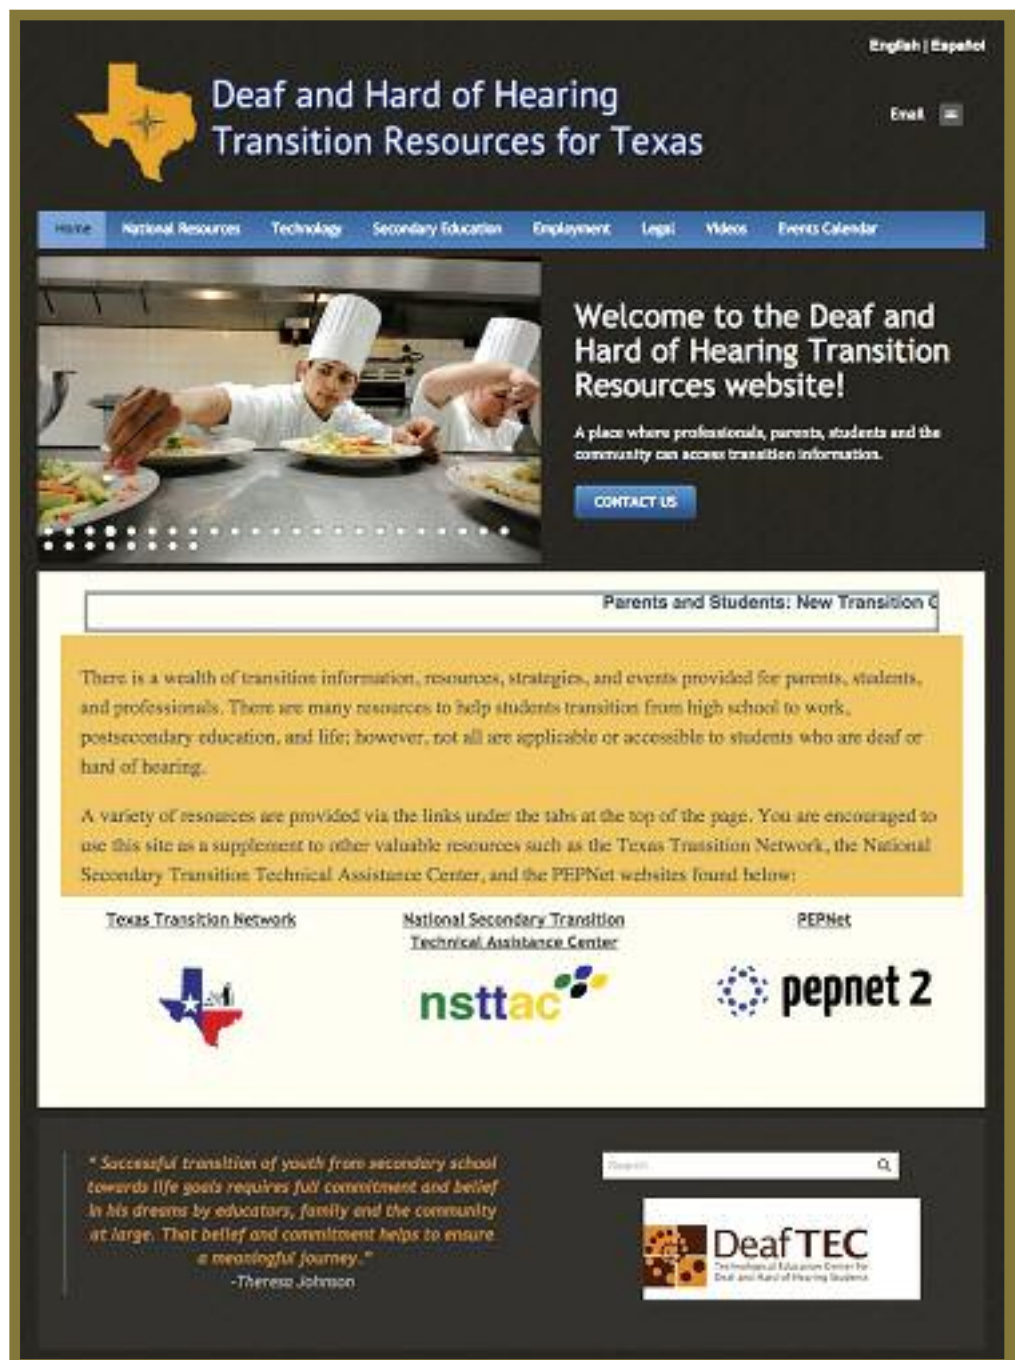 English | Español
Deaf and Hard of Hearing
Transition Resources for Texas
Email
Home National Resources Technology Secondary Education Employment Legal Videos Events Calendar
Welcome to the Deaf and
Hard of Hearing Transition
Resources website!
A place where professionals, parents, students and the
community can access transition information.
CONTACT US
Parents and Students: New Transition
There is a wealth of transition information, resources, strategies, and events provided for parents, students,
and professionals. There are many resources to help students transition from high school to work,
postsecondary education, and life; however, not all are applicable or accessible to students who are deaf or
hard of hearing.
A variety of resources are provided via the links under the tabs at the top of the page. You are encouraged to
use this site as a supplement to other valuable resources such as the Texas Transition Network, the National
Secondary Transition Technical Assistance Center, and the PEPNet websites found below:
Texas Transition Network
National Secondary Transition
Technical Assistance Center
PEPNet
nsttac
pepnet 2
" Successful transition of youth from secondary school
towards life goals requires full commitment and belief
in his dreams by educators, family and the community
at large. That belief and commitment helps to ensure
a meaningful journey."
-Theresa Johnson
Search
DeafTEC
Technological Education Center for
Deaf and Hard of Hearing Students